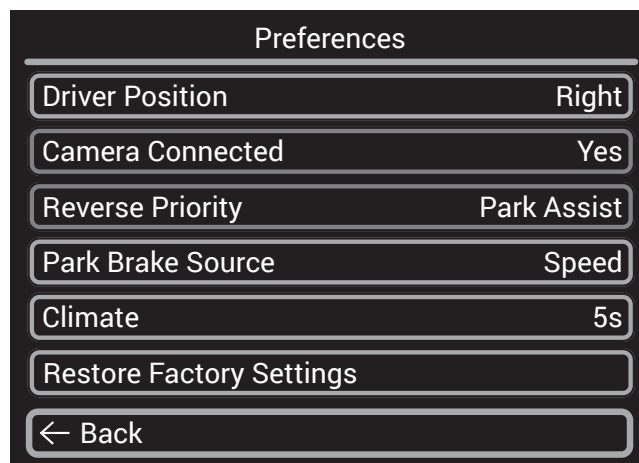 Preferences
Driver Position Right
Camera Connected Yes
Reverse Priority Park Assist
Park Brake Source Speed
Climate 5s
Restore Factory Settings
← Back